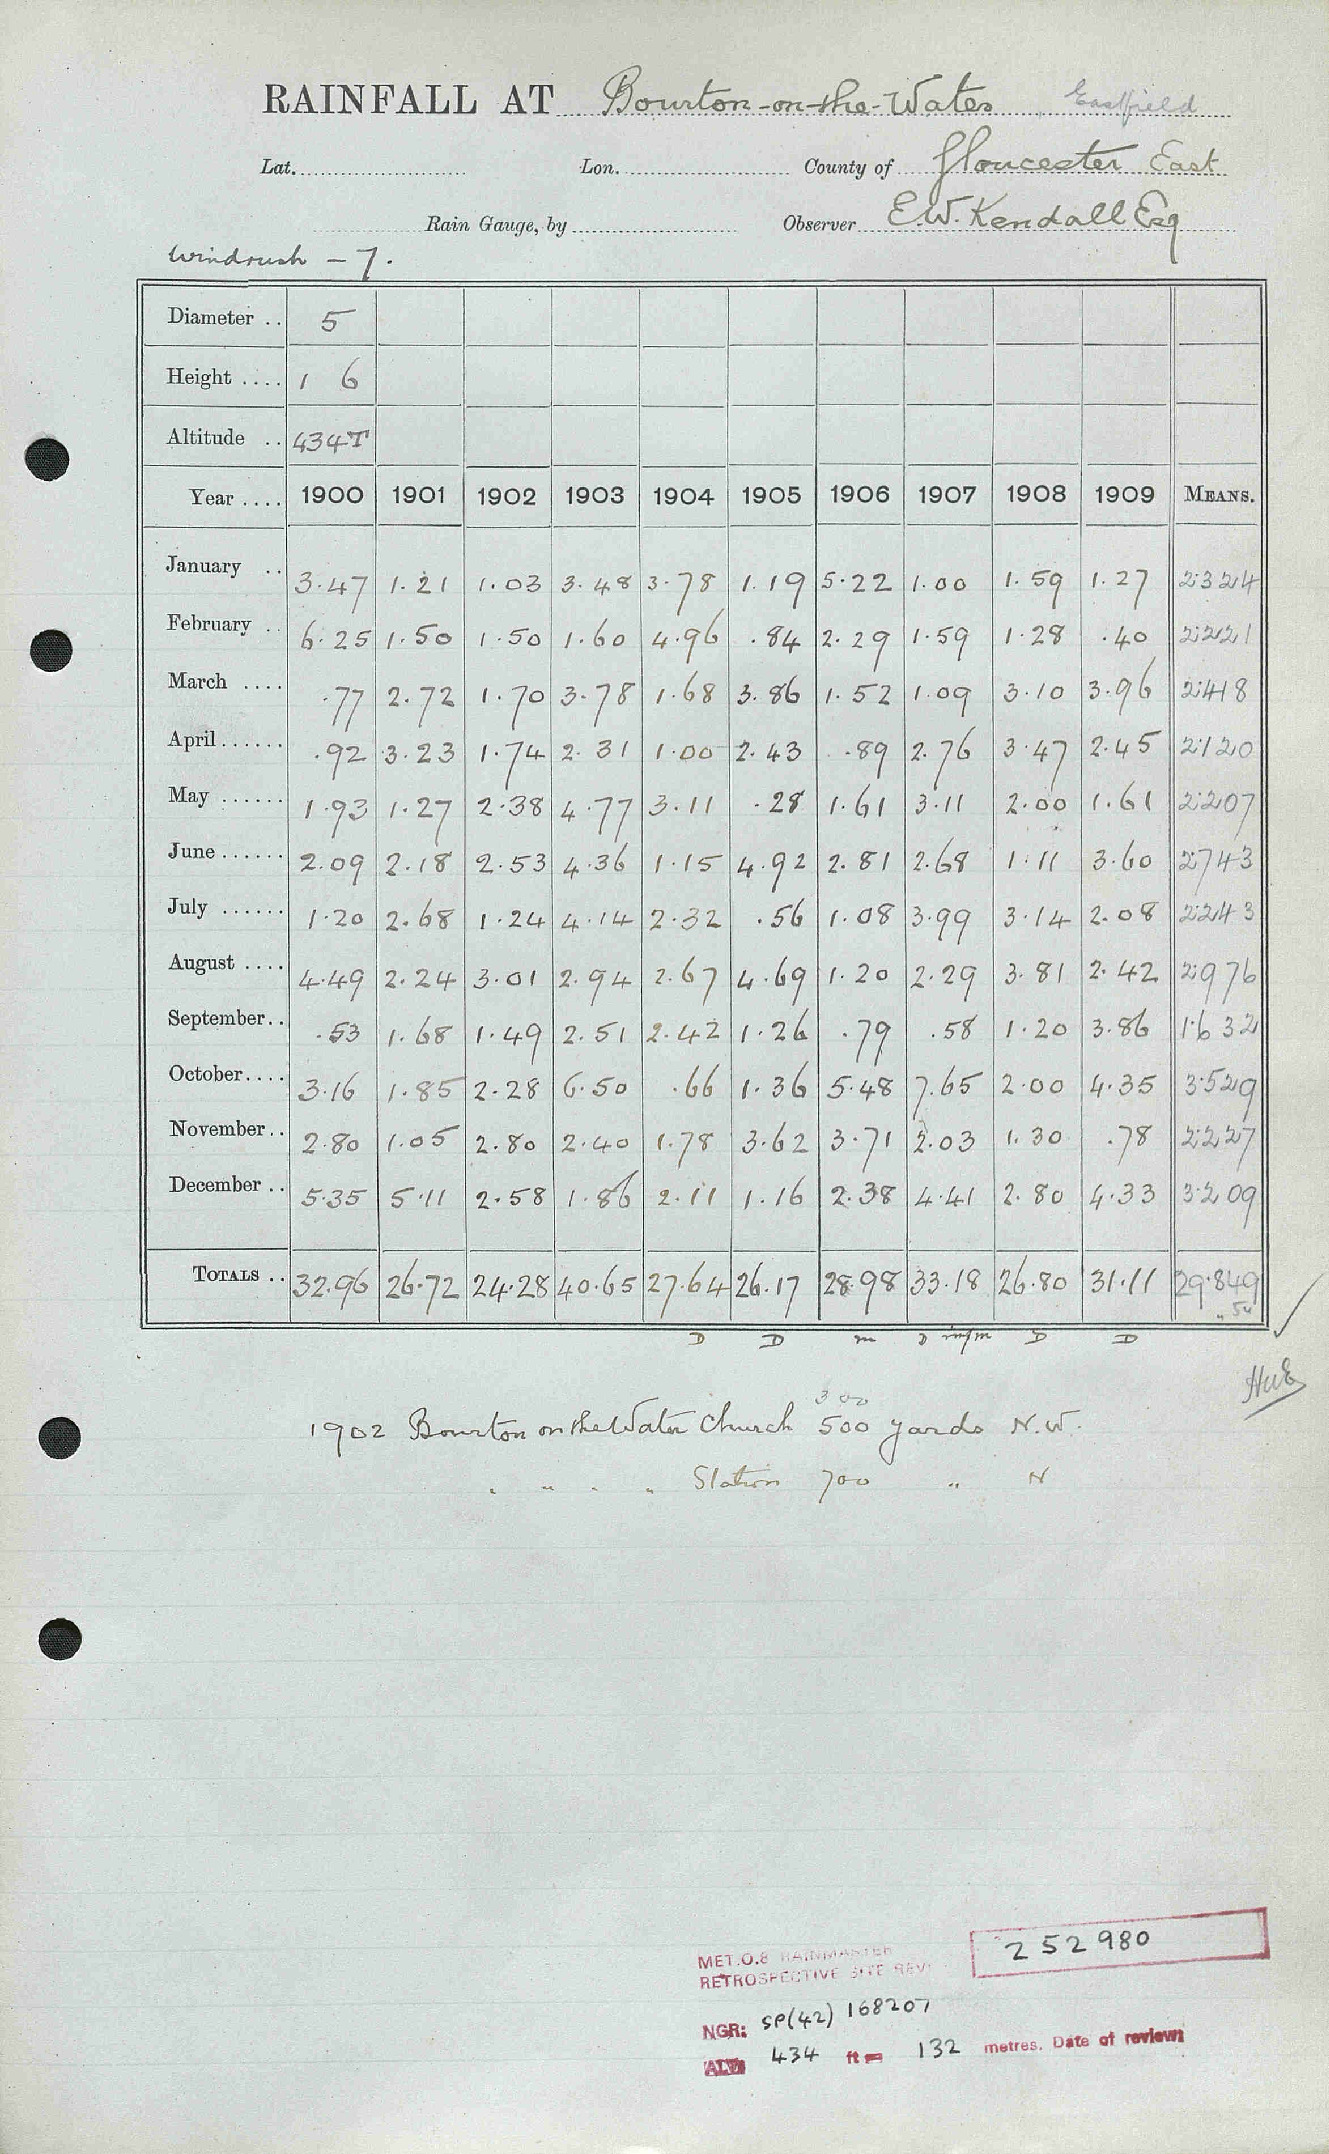 RAINFALL AT Bourton-on-the-Water Eastfield
Lat. Lon. County of Gloucester East
Rain Gauge, by Observer E.W. Kendall Esq
Windrush - 7.
Diameter .. 5
Height .... 1 6
Altitude .. 434T
Year .... 1900 1901 1902 1903 1904 1905 1906 1907 1908 1909 MEANS.
January .. 3.47 1.21 1.03 3.48 3.78 1.19 5.22 1.00 1.59 1.27 2.324
February .. 6.25 1.50 1.50 1.60 4.96 .84 2.29 1.59 1.28 .40 2.221
March .... .77 2.72 1.70 3.78 1.68 3.86 1.52 1.09 3.10 3.96 2.418
April...... .92 3.23 1.74 2.31 1.00 2.43 .89 2.76 3.47 2.45 2.120
May ...... 1.93 1.27 2.38 4.77 3.11 .28 1.61 3.11 2.00 1.61 2.207
June...... 2.09 2.18 2.53 4.36 1.15 4.92 2.81 2.68 1.11 3.60 2.743
July ...... 1.20 2.68 1.24 4.14 2.32 .56 1.08 3.99 3.14 2.08 2.243
August .... 4.49 2.24 3.01 2.94 2.67 4.69 1.20 2.29 3.81 2.42 2.976
September.. .53 1.68 1.49 2.51 2.42 1.26 .79 .58 1.20 3.86 1.632
October.... 3.16 1.85 2.28 6.50 .66 1.36 5.48 7.65 2.00 4.35 3.529
November.. 2.80 1.05 2.80 2.40 1.78 3.62 3.71 2.03 1.30 .78 2.227
December .. 5.35 5.11 2.58 1.86 2.11 1.16 2.38 4.41 2.80 4.33 3.209
TOTALS .. 32.96 26.72 24.28 40.65 27.64 26.17 28.98 33.18 26.80 31.11 29.849
D D m D D D
300
1902 Bourton on the Water Church 500 yards N.W.
" " " " Station 700 " N
MET.O.8 RAINMASTER
RETROSPECTIVE SITE REV
252980
NGR: SP(42) 168207
ALT: 434 ft = 132 metres. Date of review: